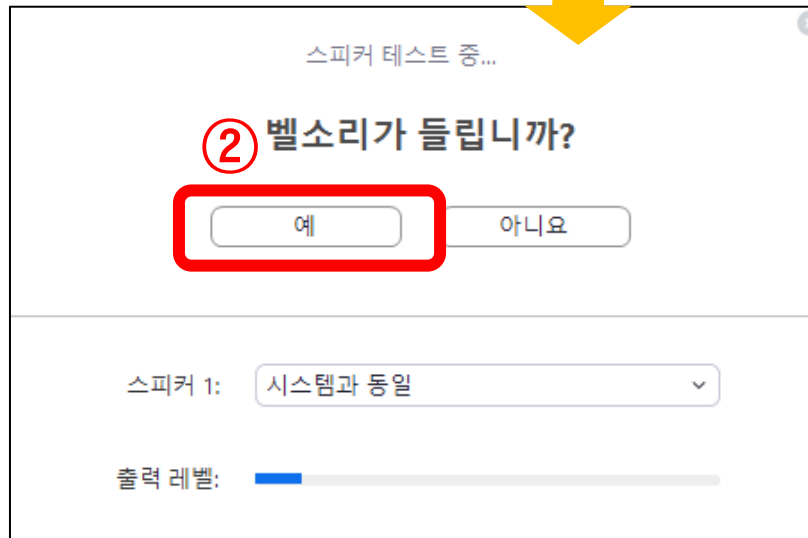 스피커 테스트 중...
② 벨소리가 들립니까?
예 아니요
스피커 1: 시스템과 동일
출력 레벨: